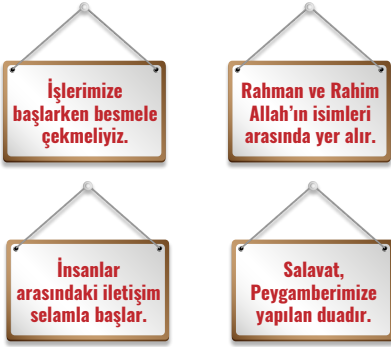 İşlerimize
başlarken besmele
çekmeliyiz.
Rahman ve Rahim
Allah'ın isimleri
arasında yer alır.
İnsanlar
arasındaki iletişim
selamla başlar.
Salavat,
Peygamberimize
yapılan duadır.